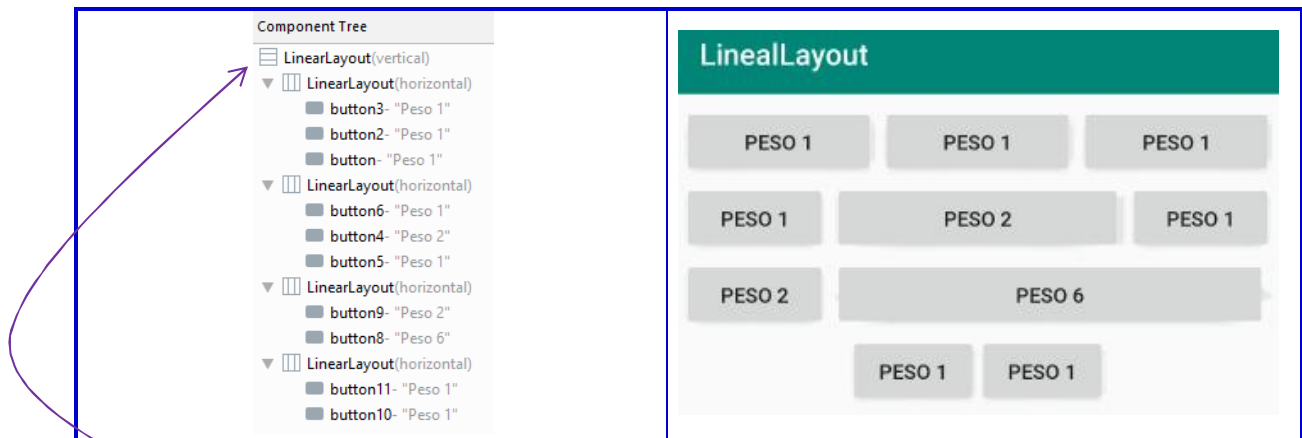 Component Tree
LinearLayout(vertical)
LinearLayout(horizontal)
button3- "Peso 1"
button2- "Peso 1"
button- "Peso 1"
LinearLayout(horizontal)
button6- "Peso 1"
button4- "Peso 2"
button5- "Peso 1"
LinearLayout(horizontal)
button9- "Peso 2"
button8- "Peso 6"
LinearLayout(horizontal)
button11- "Peso 1"
button10- "Peso 1"
LinealLayout
PESO 1 PESO 1 PESO 1
PESO 1 PESO 2 PESO 1
PESO 2 PESO 6
PESO 1 PESO 1